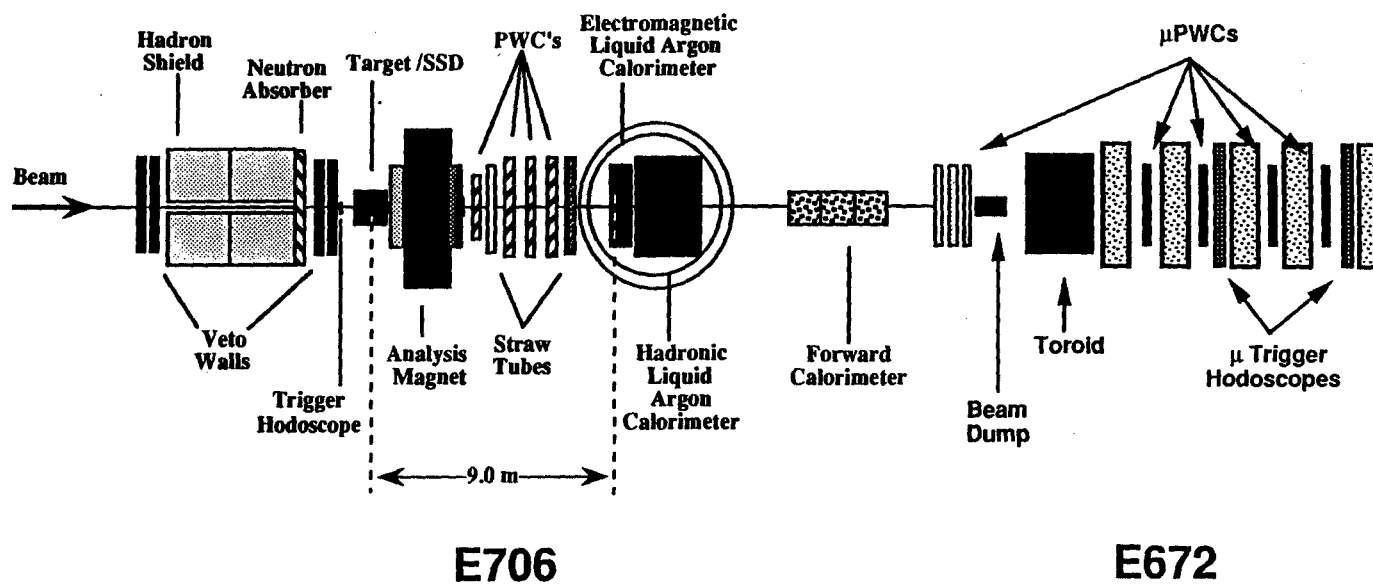 Hadron
Shield
Neutron
Absorber
Target /SSD
PWC's
Electromagnetic
Liquid Argon
Calorimeter
μPWCs
Beam
Veto
Walls
Trigger
Hodoscope
Analysis
Magnet
Straw
Tubes
Hadronic
Liquid
Argon
Calorimeter
Forward
Calorimeter
Beam
Dump
Toroid
μ Trigger
Hodoscopes
9.0 m
E706
E672